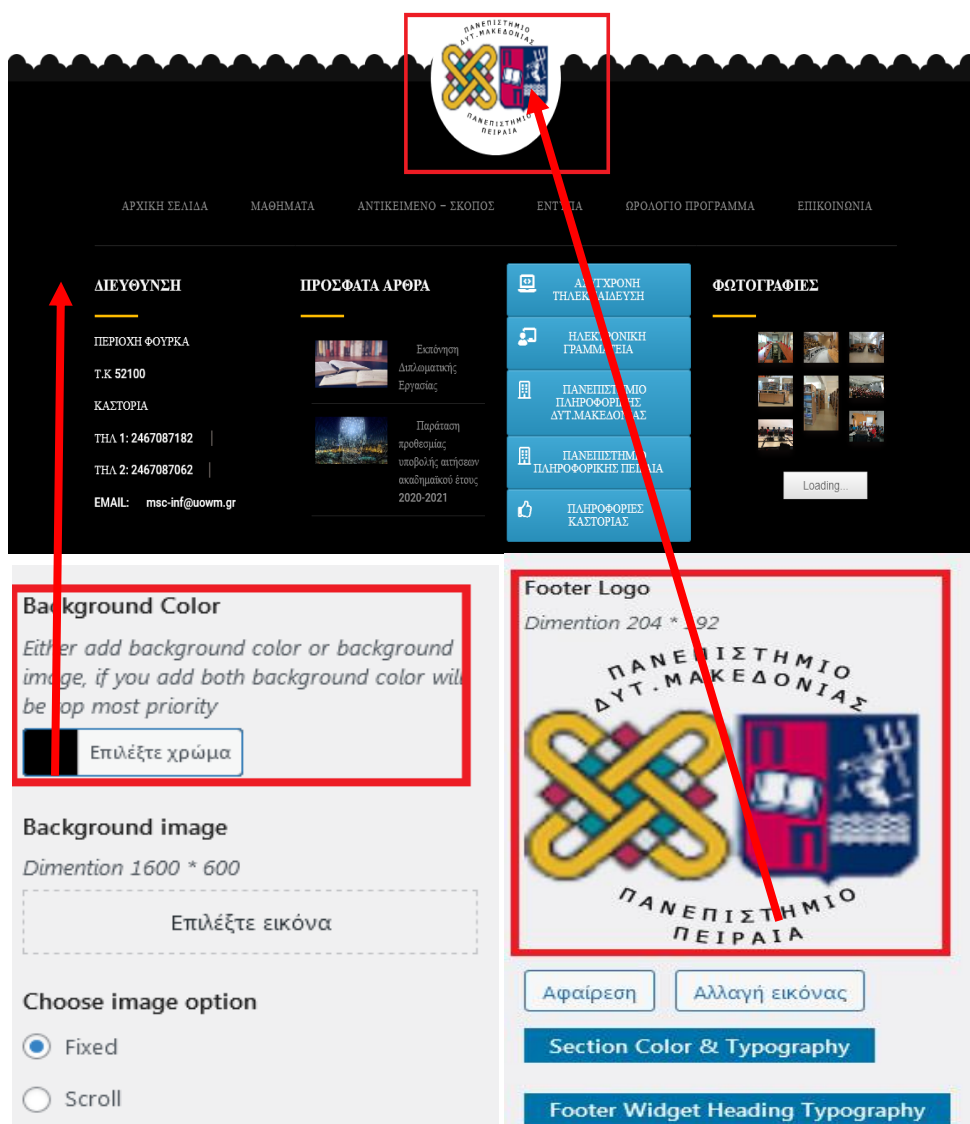 ΠΑΝΕΠΙΣΤΗΜΙΟ
ΔΥΤ.ΜΑΚΕΔΟΝΙΑΣ
ΠΑΝΕΠΙΣΤΗΜΙΟ
ΠΕΙΡΑΙΑ
ΑΡΧΙΚΗ ΣΕΛΙΔΑ ΜΑΘΗΜΑΤΑ ΑΝΤΙΚΕΙΜΕΝΟ – ΣΚΟΠΟΣ ΕΝΤΥΠΑ ΩΡΟΛΟΓΙΟ ΠΡΟΓΡΑΜΜΑ ΕΠΙΚΟΙΝΩΝΙΑ
ΔΙΕΥΘΥΝΣΗ
ΠΕΡΙΟΧΗ ΦΟΥΡΚΑ
Τ.Κ 52100
ΚΑΣΤΟΡΙΑ
ΤΗΛ 1: 2467087182
ΤΗΛ 2: 2467087062
EMAIL: msc-inf@uowm.gr
ΠΡΟΣΦΑΤΑ ΑΡΘΡΑ
Εκπόνηση
Διπλωματικής
Εργασίας
Παράταση
προθεσμίας
υποβολής αιτήσεων
ακαδημαϊκού έτους
2020-2021
ΑΣΥΓΧΡΟΝΗ
ΤΗΛΕΚΠΑΙΔΕΥΣΗ
ΗΛΕΚΤΡΟΝΙΚΗ
ΓΡΑΜΜΑΤΕΙΑ
ΠΑΝΕΠΙΣΤΗΜΙΟ
ΠΛΗΡΟΦΟΡΙΚΗΣ
ΔΥΤ.ΜΑΚΕΔΟΝΙΑΣ
ΠΑΝΕΠΙΣΤΗΜΙΟ
ΠΛΗΡΟΦΟΡΙΚΗΣ ΠΕΙΡΑΙΑ
ΠΛΗΡΟΦΟΡΙΕΣ
ΚΑΣΤΟΡΙΑΣ
ΦΩΤΟΓΡΑΦΙΕΣ
Loading...
Background Color
Either add background color or background
image, if you add both background color will
be top most priority
Επιλέξτε χρώμα
Background image
Dimention 1600 * 600
Επιλέξτε εικόνα
Choose image option
Fixed
Scroll
Footer Logo
Dimention 204 * 192
ΠΑΝΕΠΙΣΤΗΜΙΟ
ΔΥΤ.ΜΑΚΕΔΟΝΙΑΣ
ΠΑΝΕΠΙΣΤΗΜΙΟ
ΠΕΙΡΑΙΑ
Αφαίρεση Αλλαγή εικόνας
Section Color & Typography
Footer Widget Heading Typography